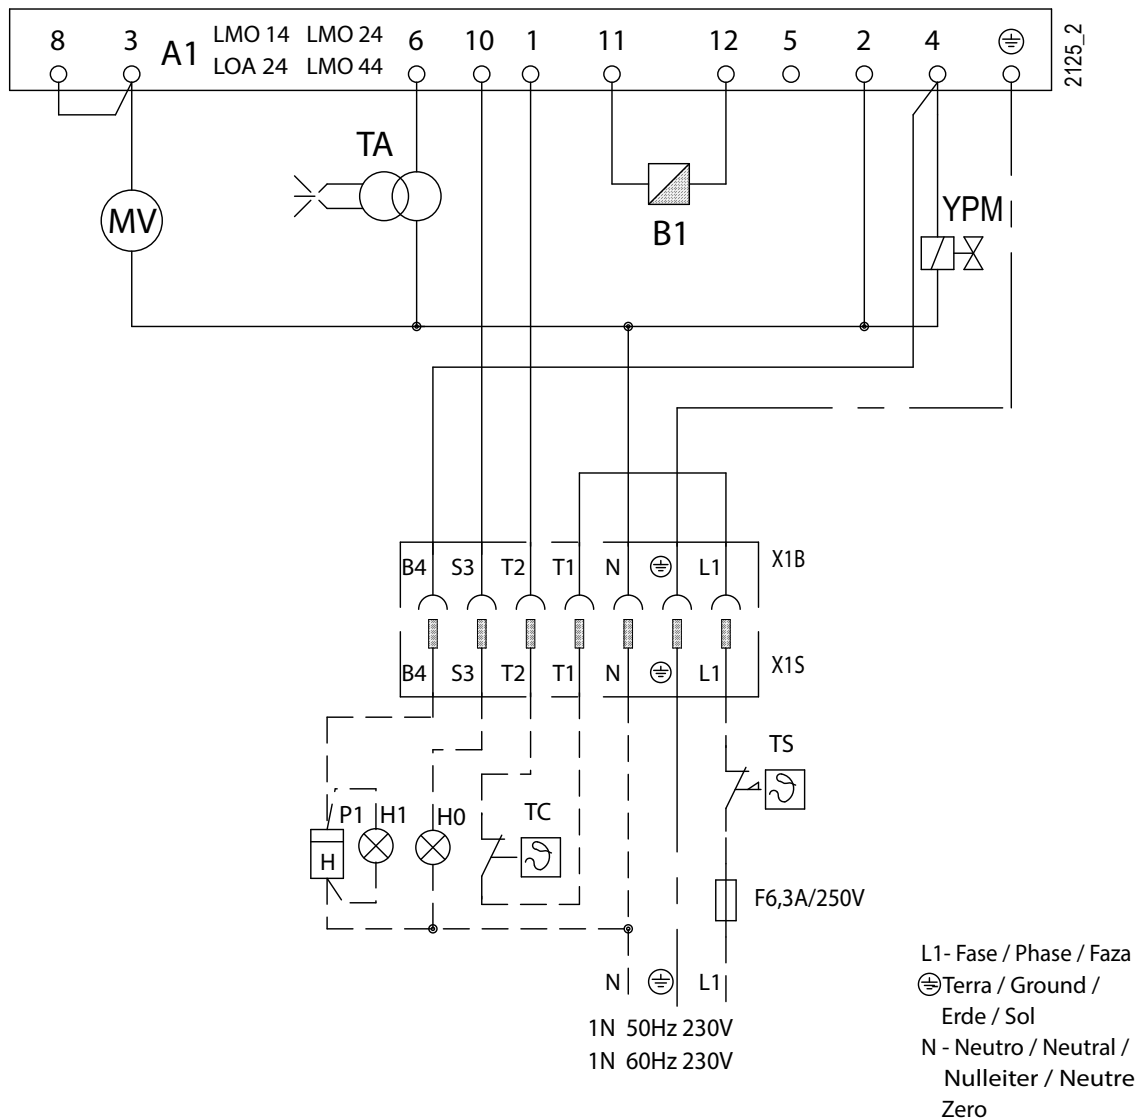 8 3 A1 LMO 14 LMO 24 6 10 1 11 12 5 2 4
LOA 24 LMO 44
2125_2
TA
MV
B1
YPM
B4 S3 T2 T1 N L1 X1B
B4 S3 T2 T1 N L1 X1S
TS
P1 H1 H0 TC
H
F6,3A/250V
N L1
1N 50Hz 230V
1N 60Hz 230V
L1- Fase / Phase / Faza
Terra / Ground /
Erde / Sol
N - Neutro / Neutral /
Nulleiter / Neutre
Zero